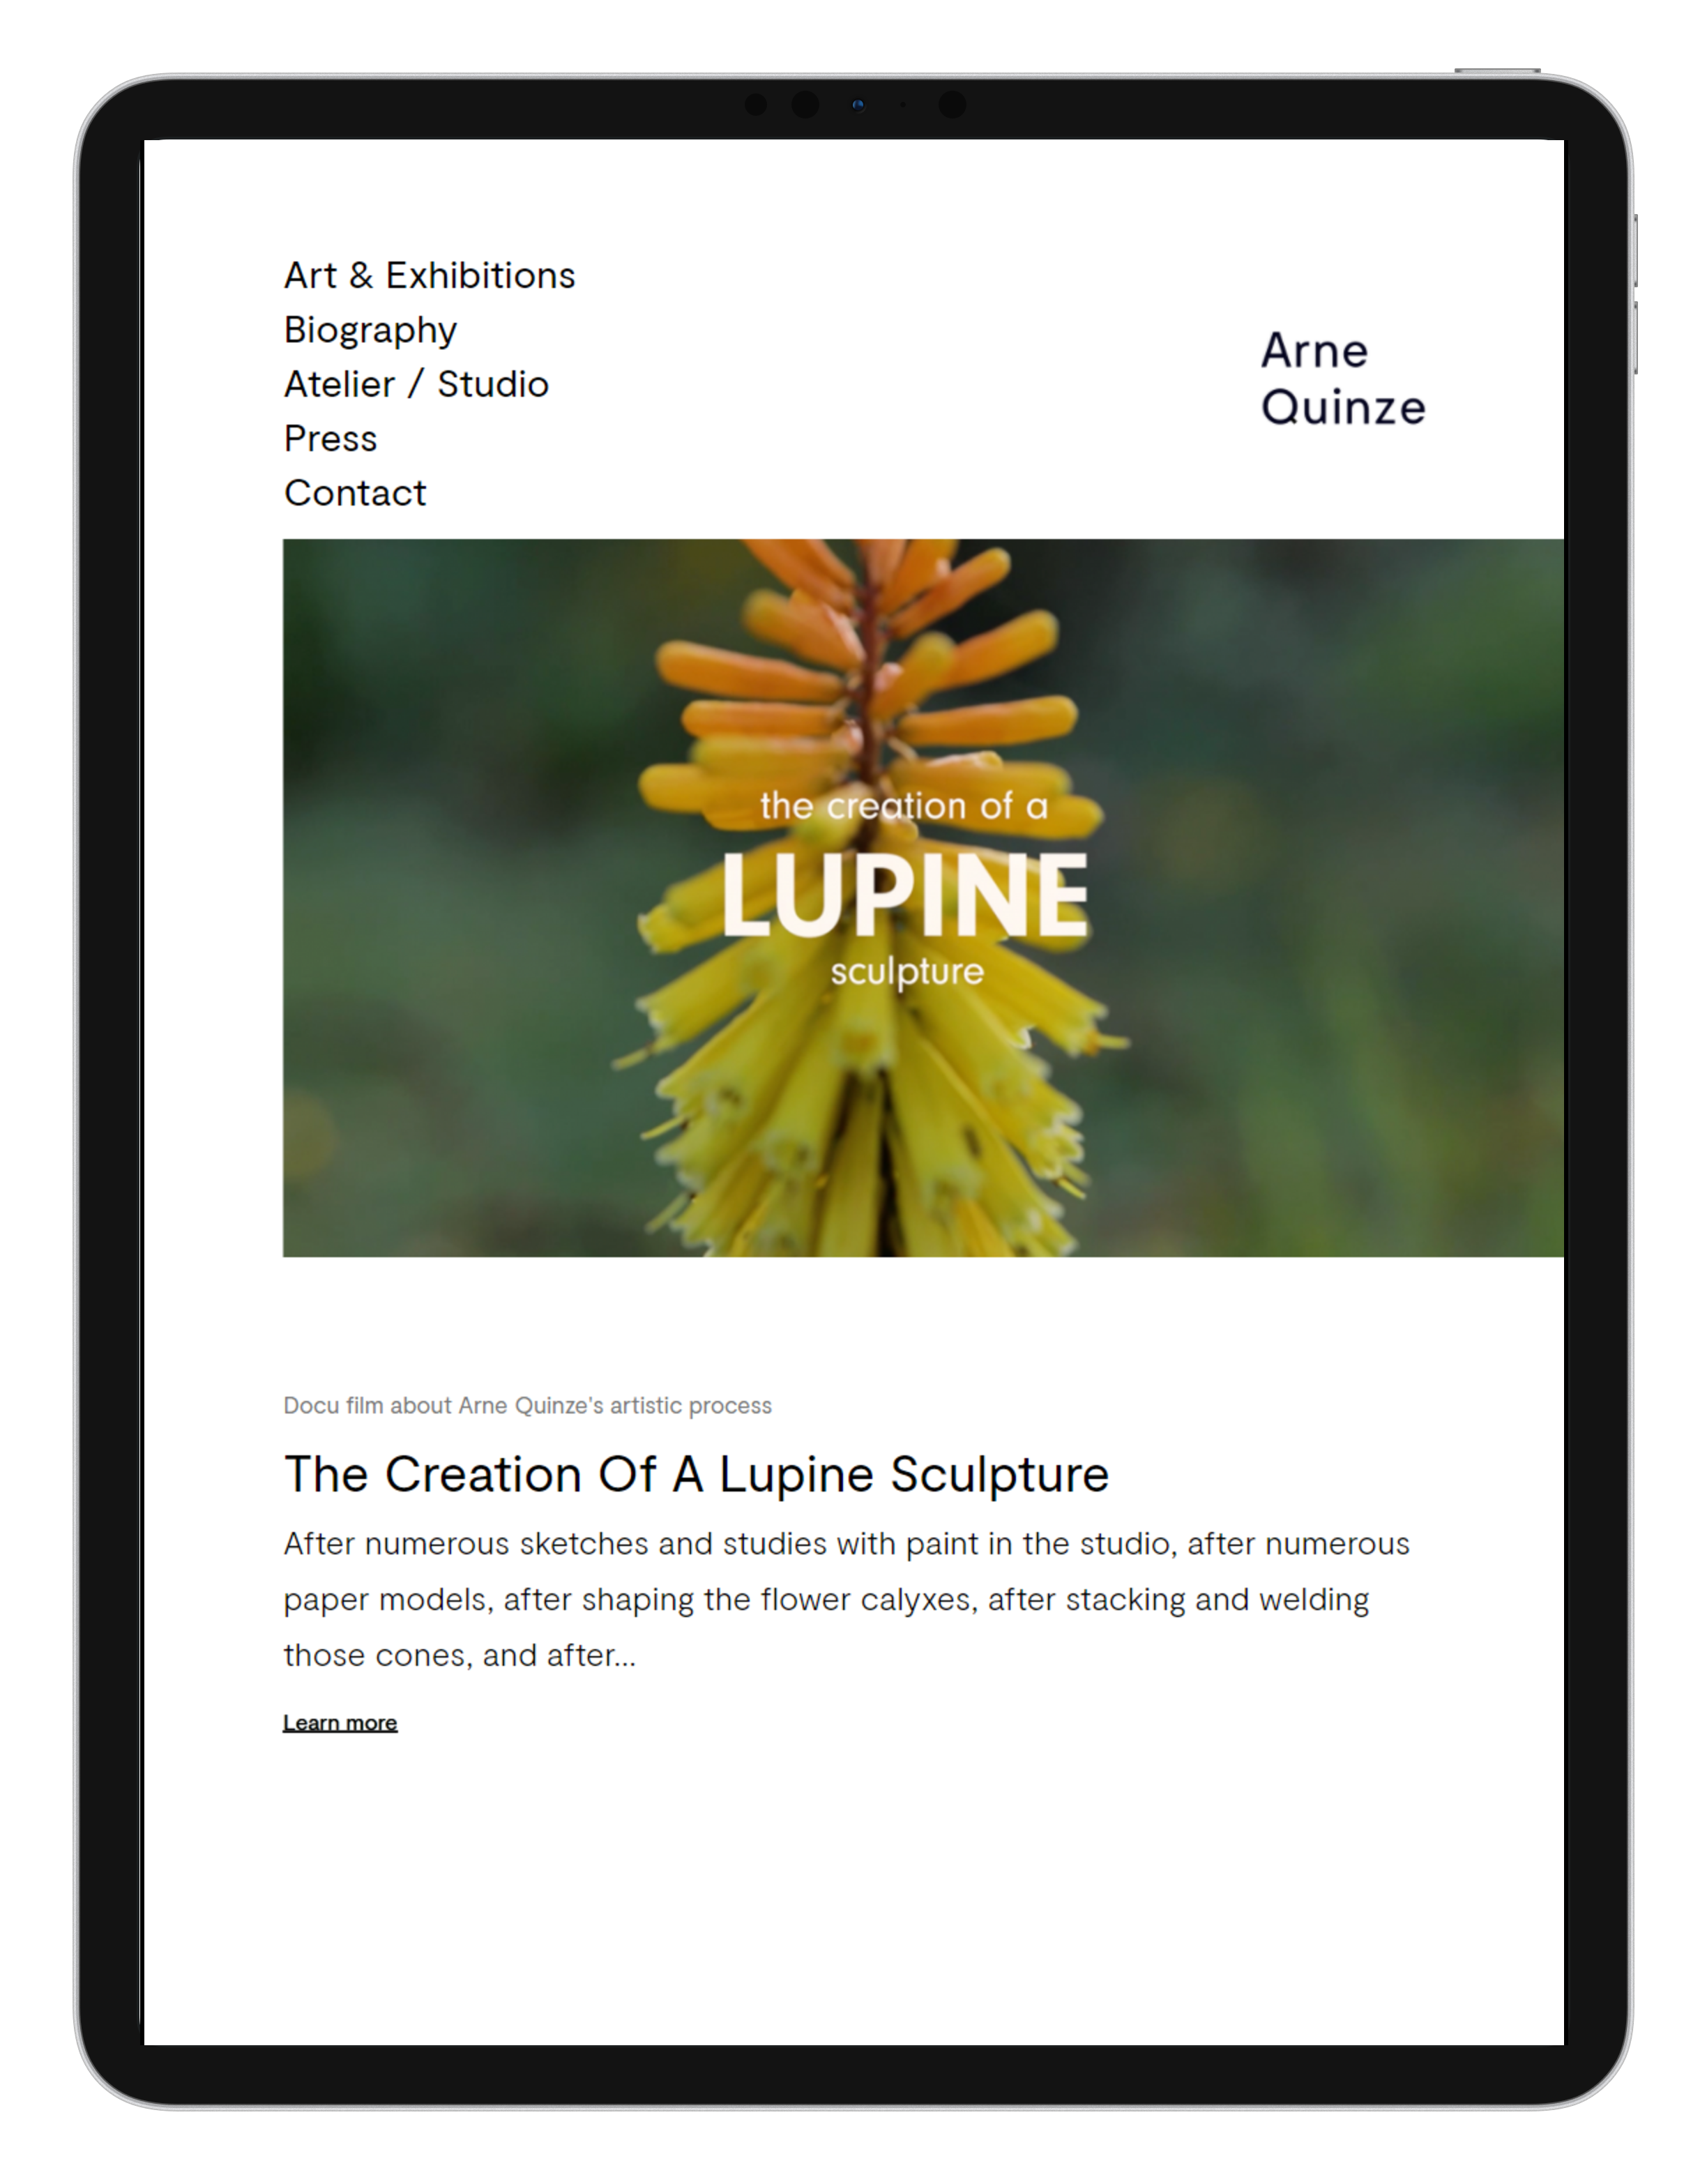 Art & Exhibitions
Biography
Atelier / Studio
Press
Contact
Arne
Quinze
the creation of a
LUPINE
sculpture
Docu film about Arne Quinze's artistic process
The Creation Of A Lupine Sculpture
After numerous sketches and studies with paint in the studio, after numerous
paper models, after shaping the flower calyxes, after stacking and welding
those cones, and after...
Learn more